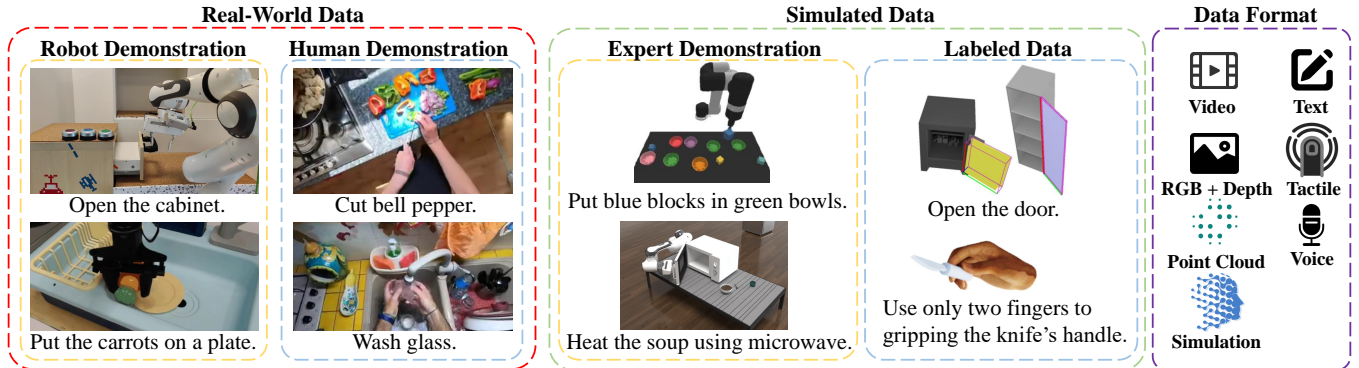 Real-World Data
Simulated Data
Data Format
Robot Demonstration
Human Demonstration
Expert Demonstration
Labeled Data
Open the cabinet.
Cut bell pepper.
Put blue blocks in green bowls.
Open the door.
Put the carrots on a plate.
Wash glass.
Heat the soup using microwave.
Use only two fingers to
gripping the knife's handle.
Video
Text
RGB + Depth
Tactile
Point Cloud
Voice
Simulation